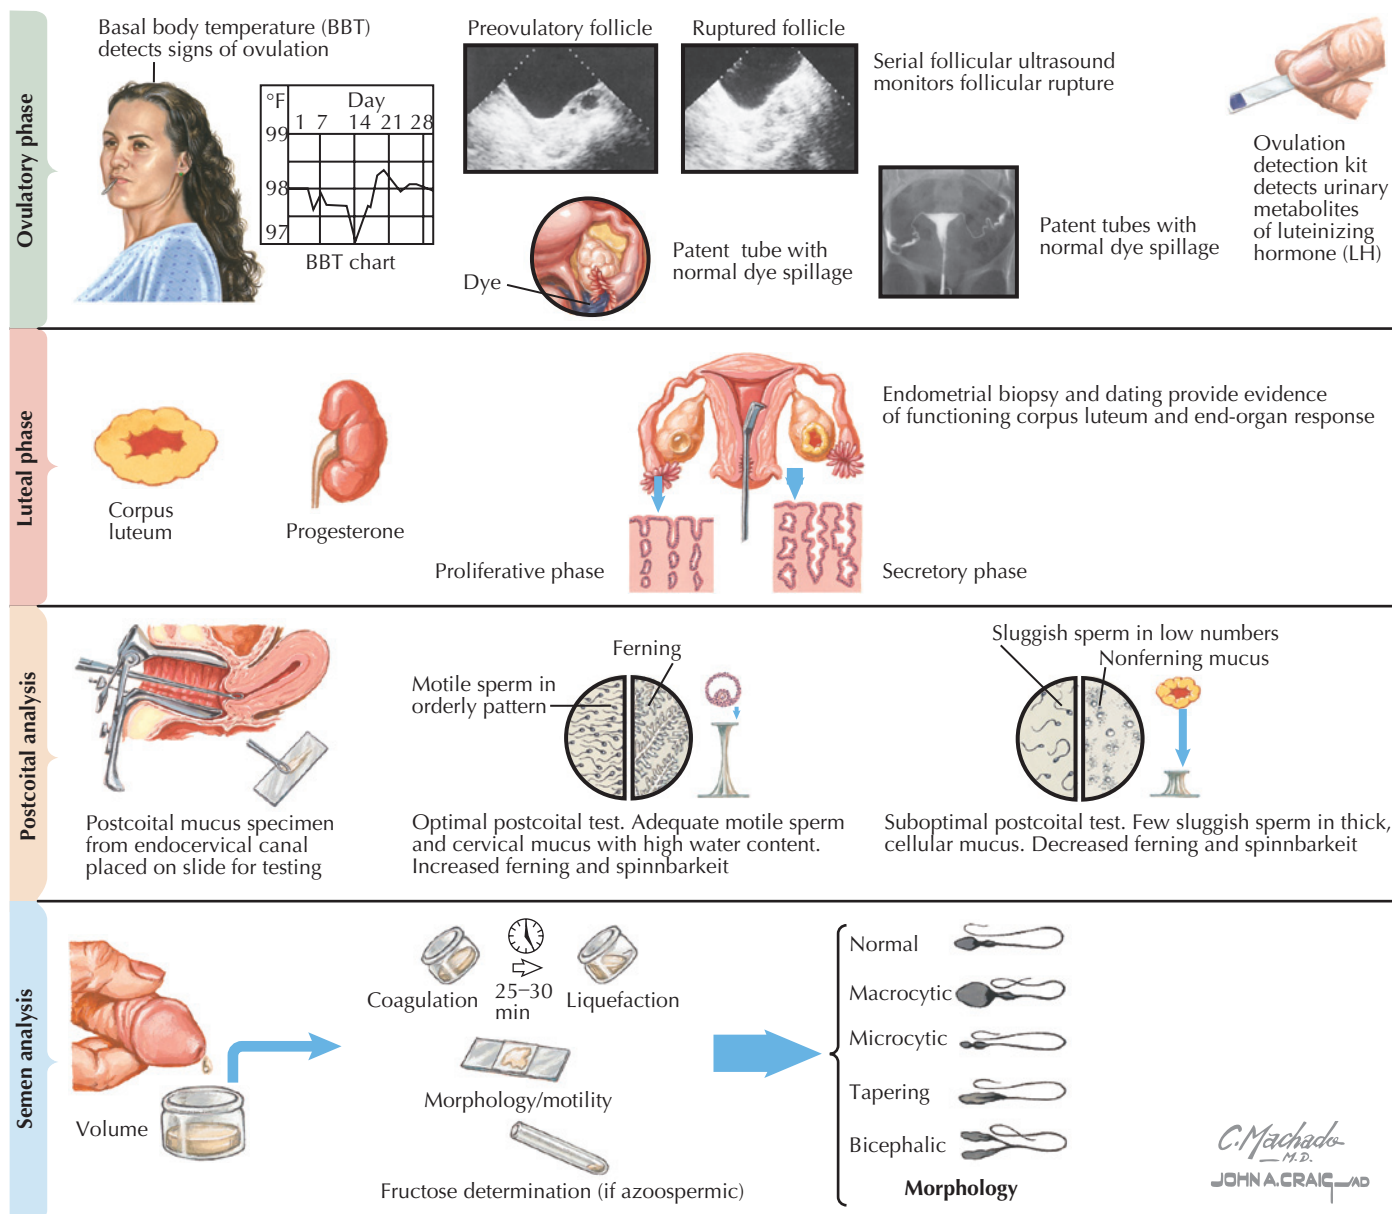 Ovulatory phase
Basal body temperature (BBT)
detects signs of ovulation
°F
Day
1 7 14 21 28
99
98
97
BBT chart
Preovulatory follicle
Ruptured follicle
Serial follicular ultrasound
monitors follicular rupture
Dye
Patent tube with
normal dye spillage
Patent tubes with
normal dye spillage
Ovulation
detection kit
detects urinary
metabolites
of luteinizing
hormone (LH)
Luteal phase
Corpus
luteum
Progesterone
Proliferative phase
Endometrial biopsy and dating provide evidence
of functioning corpus luteum and end-organ response
Secretory phase
Postcoital analysis
Postcoital mucus specimen
from endocervical canal
placed on slide for testing
Ferning
Motile sperm in
orderly pattern
Optimal postcoital test. Adequate motile sperm
and cervical mucus with high water content.
Increased ferning and spinnbarkeit
Sluggish sperm in low numbers
Nonferning mucus
Suboptimal postcoital test. Few sluggish sperm in thick,
cellular mucus. Decreased ferning and spinnbarkeit
Semen analysis
Volume
Coagulation
25–30
min
Liquefaction
Morphology/motility
Fructose determination (if azoospermic)
Normal
Macrocytic
Microcytic
Tapering
Bicephalic
Morphology
C. Machado
M.D.
JOHN A. CRAIG AD